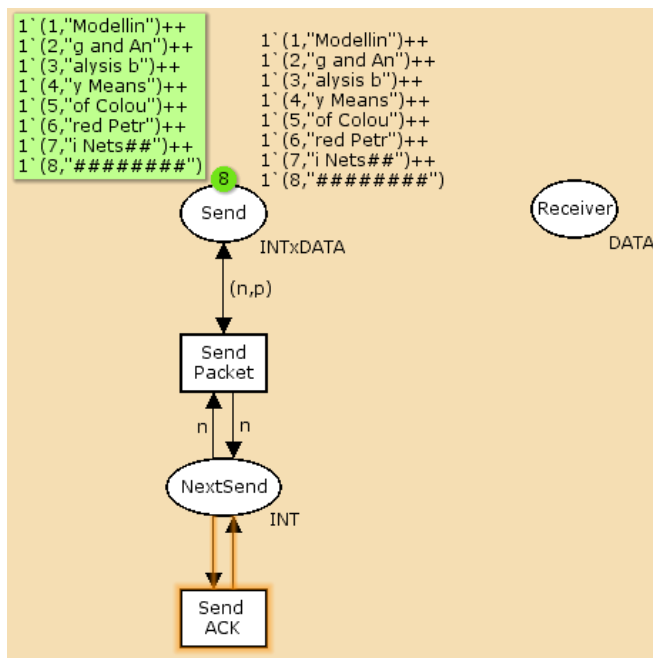 1`(1,"Modellin")++
1`(2,"g and An")++
1`(3,"alysis b")++
1`(4,"y Means")++
1`(5,"of Colou")++
1`(6,"red Petr")++
1`(7,"i Nets##")++
1`(8,"########")
1`(1,"Modellin")++
1`(2,"g and An")++
1`(3,"alysis b")++
1`(4,"y Means")++
1`(5,"of Colou")++
1`(6,"red Petr")++
1`(7,"i Nets##")++
1`(8,"########")
8
Send
INTxDATA
Receiver
DATA
(n,p)
Send
Packet
n
n
NextSend
INT
Send
ACK